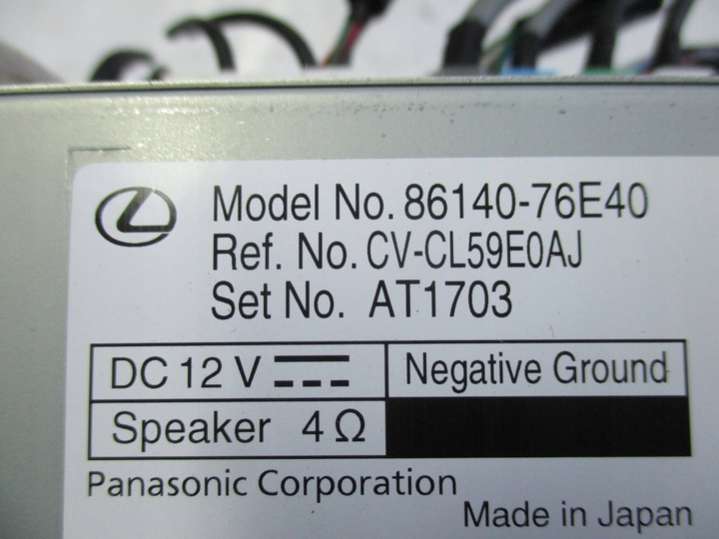 Model No. 86140-76E40
Ref. No. CV-CL59E0AJ
Set No. AT1703
DC 12 V
Negative Ground
Speaker 4 Ω
Panasonic Corporation
Made in Japan